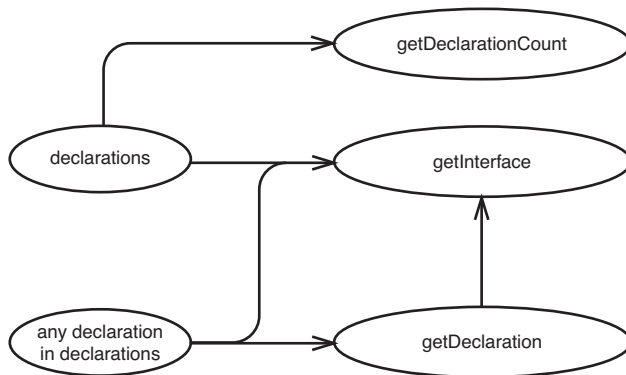 getDeclarationCount
declarations
getInterface
any declaration
in declarations
getDeclaration